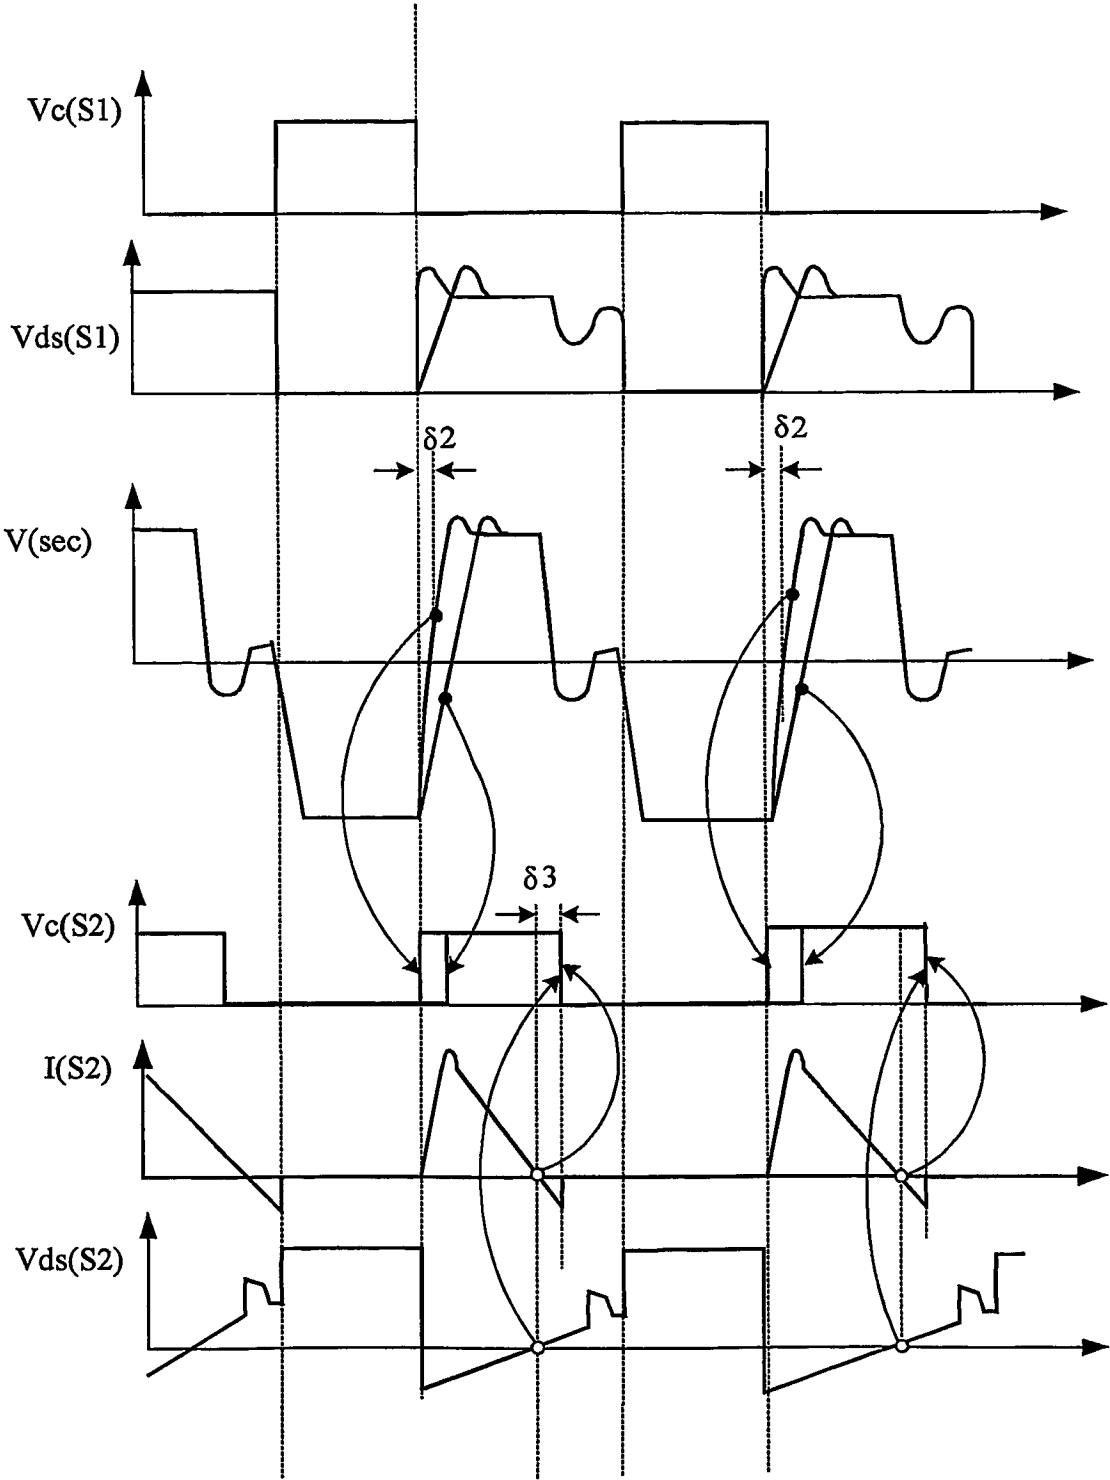 Vc(S1)
Vds(S1)
δ2
δ2
V(sec)
δ3
Vc(S2)
I(S2)
Vds(S2)